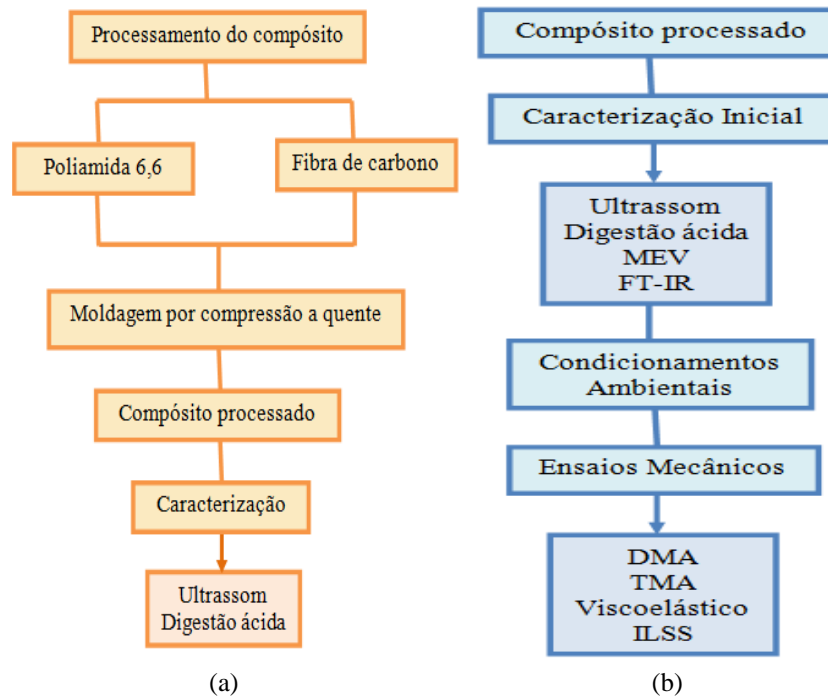 Processamento do compósito
Poliamida 6,6
Fibra de carbono
Moldagem por compressão a quente
Compósito processado
Caracterização
Ultrassom
Digestão ácida
(a)
Compósito processado
Caracterização Inicial
Ultrassom
Digestão ácida
MEV
FT-IR
Condicionamentos
Ambientais
Ensaios Mecânicos
DMA
TMA
Viscoelástico
ILSS
(b)